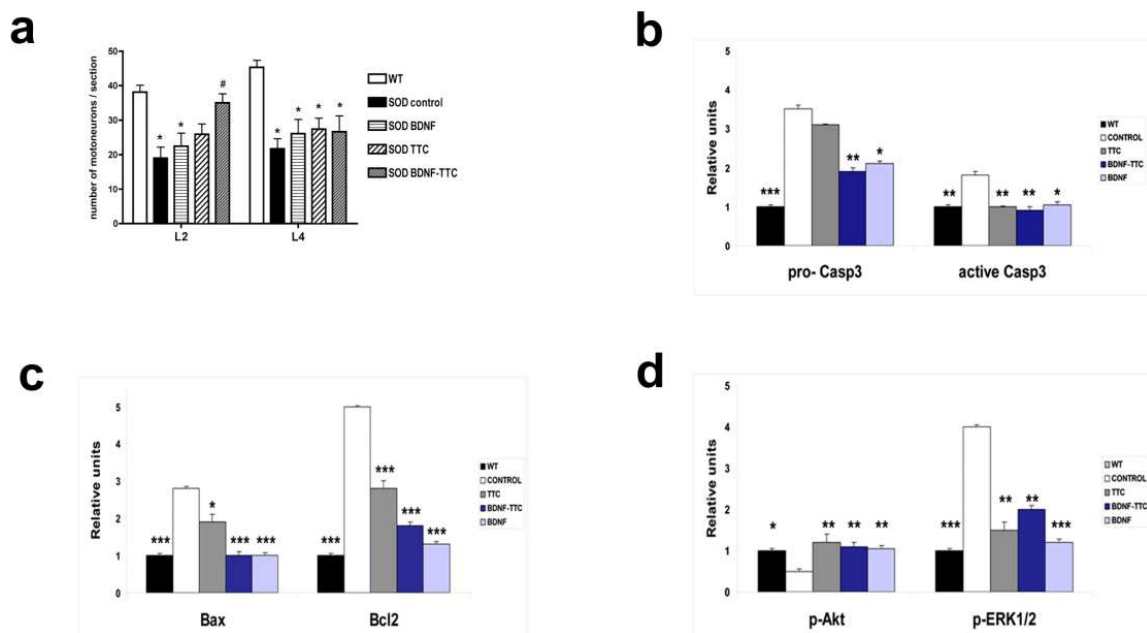 a
number of motoneurons / section
50
40
30
20
10
0
* * # * * * *
L2 L4
WT
SOD control
SOD BDNF
SOD TTC
SOD BDNF-TTC
b
Relative units
5
4
3
2
1
0
*** ** * ** ** ** *
pro- Casp3 active Casp3
WT
CONTROL
TTC
BDNF-TTC
BDNF
c
Relative units
5
4
3
2
1
0
*** * *** *** *** *** *** ***
Bax Bcl2
WT
CONTROL
TTC
BDNF-TTC
BDNF
d
Relative units
5
4
3
2
1
0
* ** ** ** *** ** ** ***
p-Akt p-ERK1/2
WT
CONTROL
TTC
BDNF-TTC
BDNF